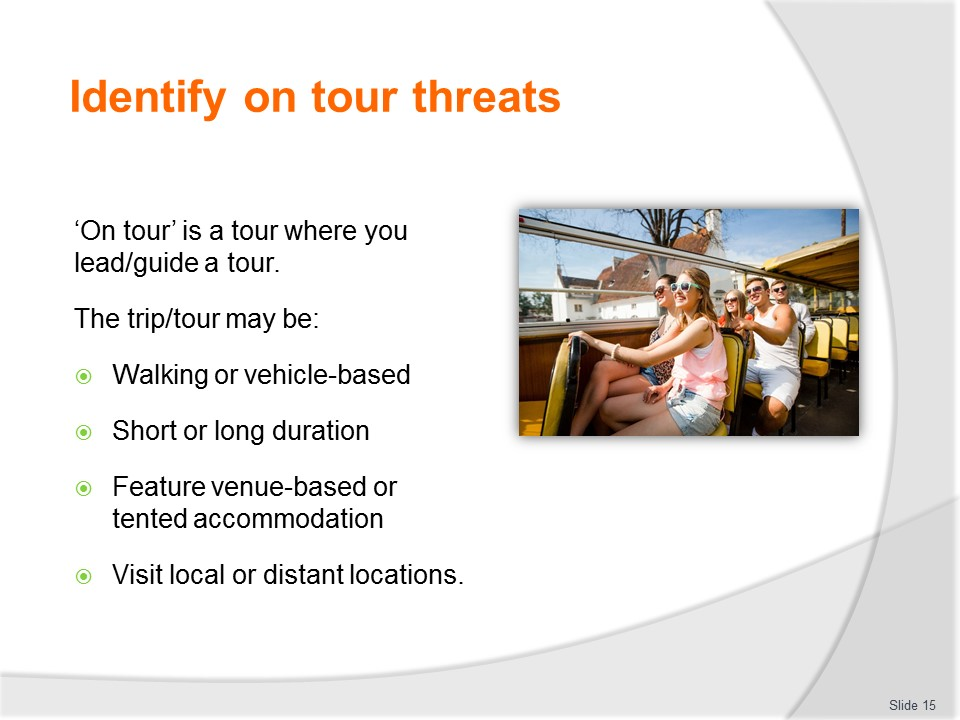 Identify on tour threats
‘On tour’ is a tour where you
lead/guide a tour.
The trip/tour may be:
Walking or vehicle-based
Short or long duration
Feature venue-based or
tented accommodation
Visit local or distant locations.
Slide 15